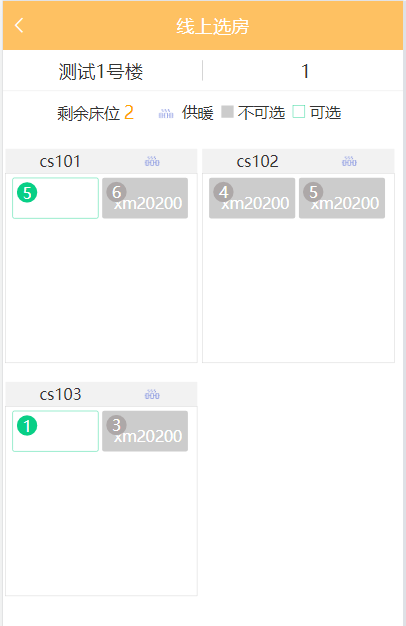 线上选房
测试1号楼 1
剩余床位 2 供暖 不可选 可选
cs101 cs102
5 6 xm20200 4 xm20200 5 xm20200
cs103
1 3 xm20200